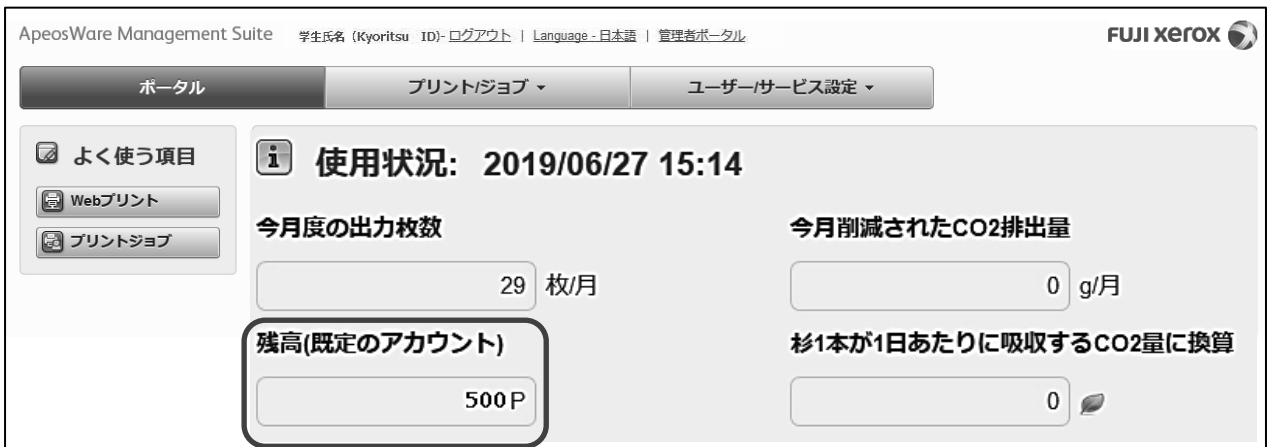 ApeosWare Management Suite 学生氏名 (Kyoritsu ID)- ログアウト | Language - 日本語 | 管理者ポータル
FUJI xerox
ポータル プリント/ジョブ ユーザー/サービス設定
よく使う項目
Webプリント
プリントジョブ
使用状況: 2019/06/27 15:14
今月度の出力枚数
29 枚/月
今月削減されたCO2排出量
0 g/月
残高(既定のアカウント)
500P
杉1本が1日あたりに吸収するCO2量に換算
0